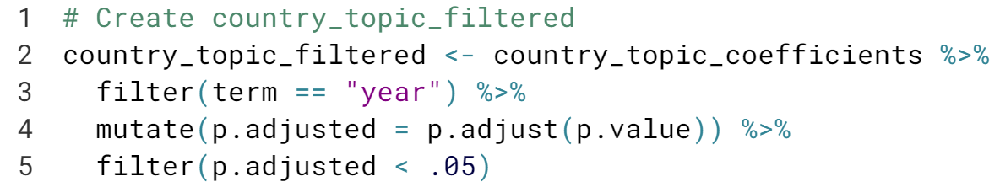 1 # Create country_topic_filtered
2 country_topic_filtered <- country_topic_coefficients %>%
3   filter(term == "year") %>%
4   mutate(p.adjusted = p.adjust(p.value)) %>%
5   filter(p.adjusted < .05)